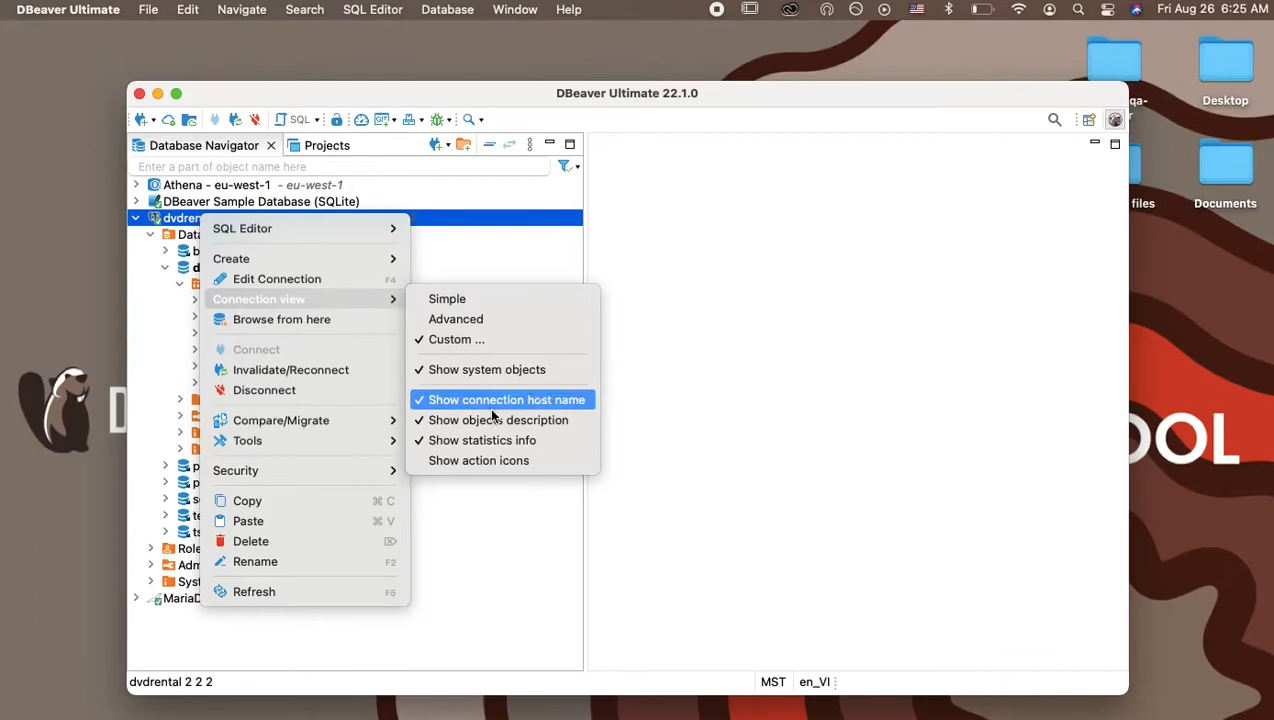 DBeaver Ultimate File Edit Navigate Search SQL Editor Database Window Help Fri Aug 26 6:25 AM
DBeaver Ultimate 22.1.0
qa-
Desktop
SQL
Database Navigator Projects
Enter a part of object name here
Athena - eu-west-1 - eu-west-1
DBeaver Sample Database (SQLite)
files
Documents
SQL Editor
Create
Edit Connection F4
Connection view
Browse from here
Connect
Invalidate/Reconnect
Disconnect
Compare/Migrate
Tools
Security
Copy ⌘ C
Paste ⌘ V
Delete
Rename F2
Refresh F5
Simple
Advanced
✓ Custom ...
✓ Show system objects
✓ Show connection host name
✓ Show objects description
✓ Show statistics info
Show action icons
D
OOL
dvdrental 2 2 2
MST en_VI